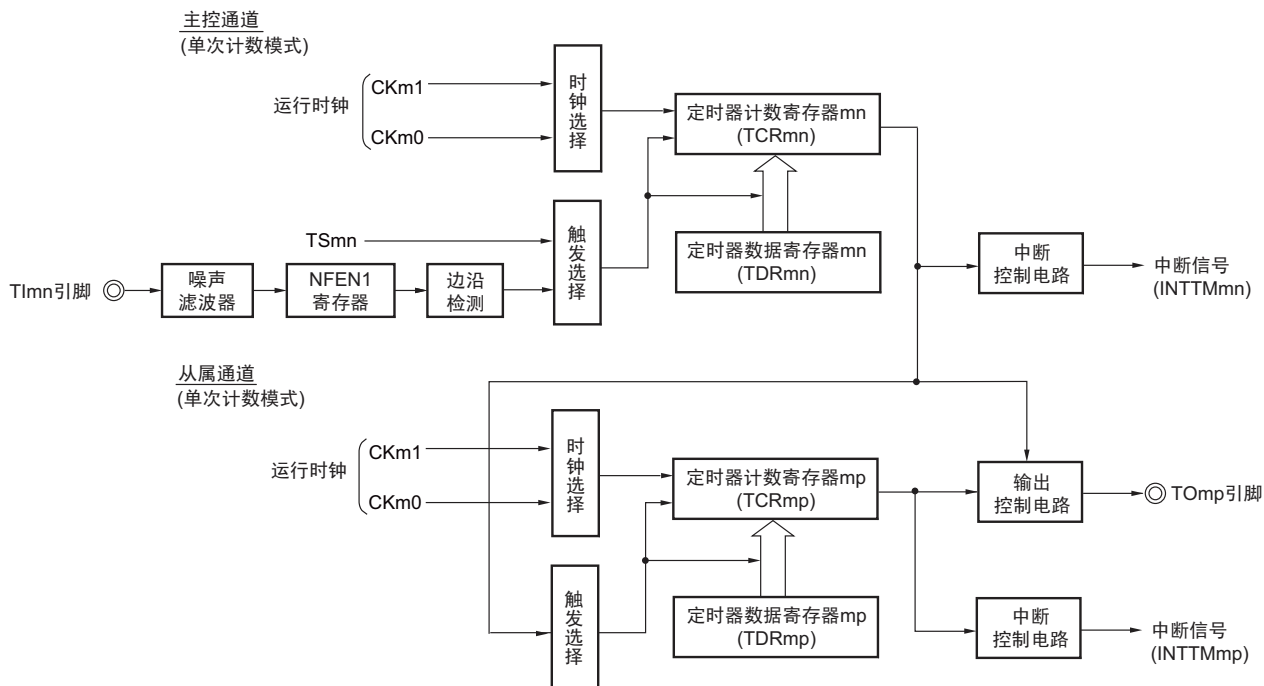 主控通道
(单次计数模式)
运行时钟
CKm1
CKm0
时钟选择
定时器计数寄存器mn
(TCRmn)
TSmn
触发选择
定时器数据寄存器mn
(TDRmn)
中断
控制电路
中断信号
(INTTMmn)
TImn引脚
噪声
滤波器
NFEN1
寄存器
边沿
检测
从属通道
(单次计数模式)
运行时钟
CKm1
CKm0
时钟选择
定时器计数寄存器mp
(TCRmp)
输出
控制电路
TOmp引脚
触发选择
定时器数据寄存器mp
(TDRmp)
中断
控制电路
中断信号
(INTTMmp)